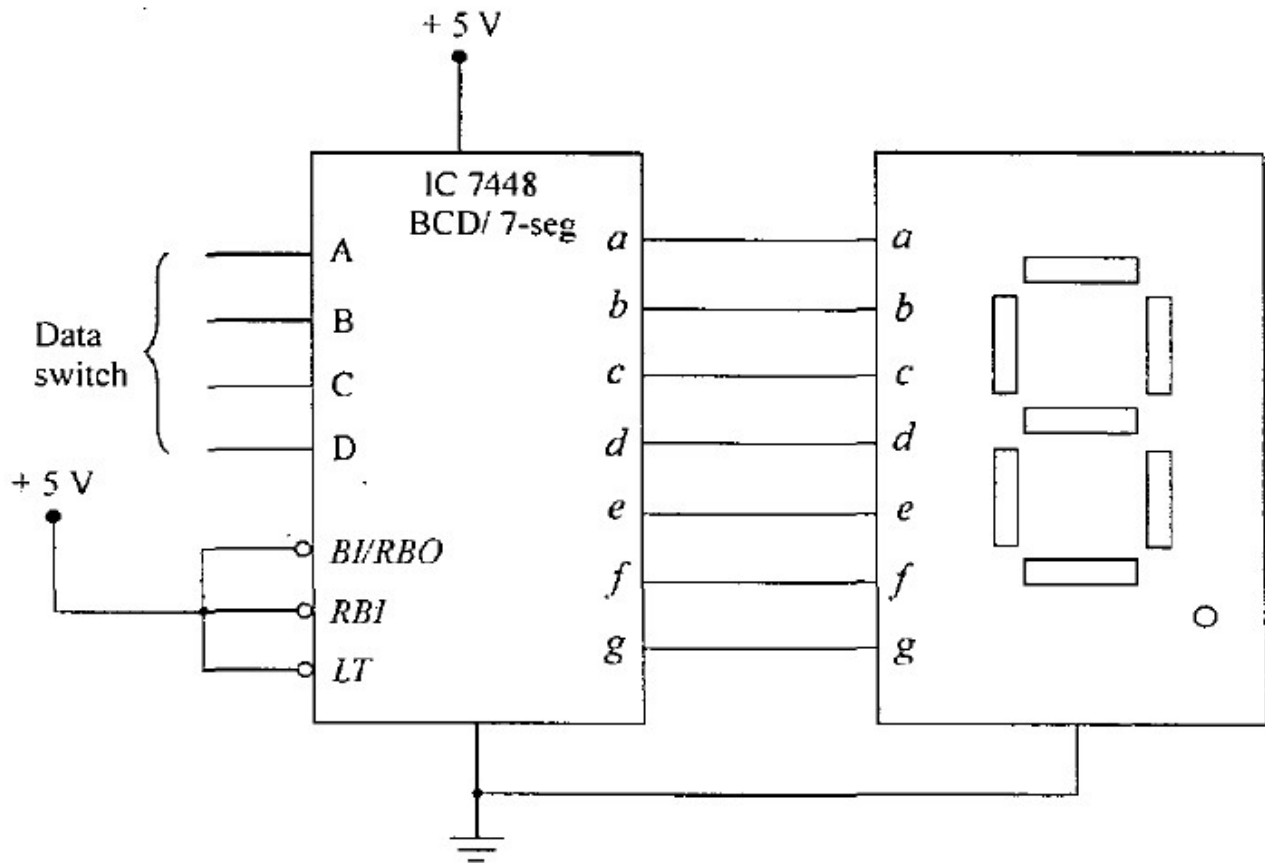 + 5 V
IC 7448
BCD/ 7-seg
A
B
C
D
Data
switch
+ 5 V
BI/RBO
RBI
LT
a
b
c
d
e
f
g
a
b
c
d
e
f
g